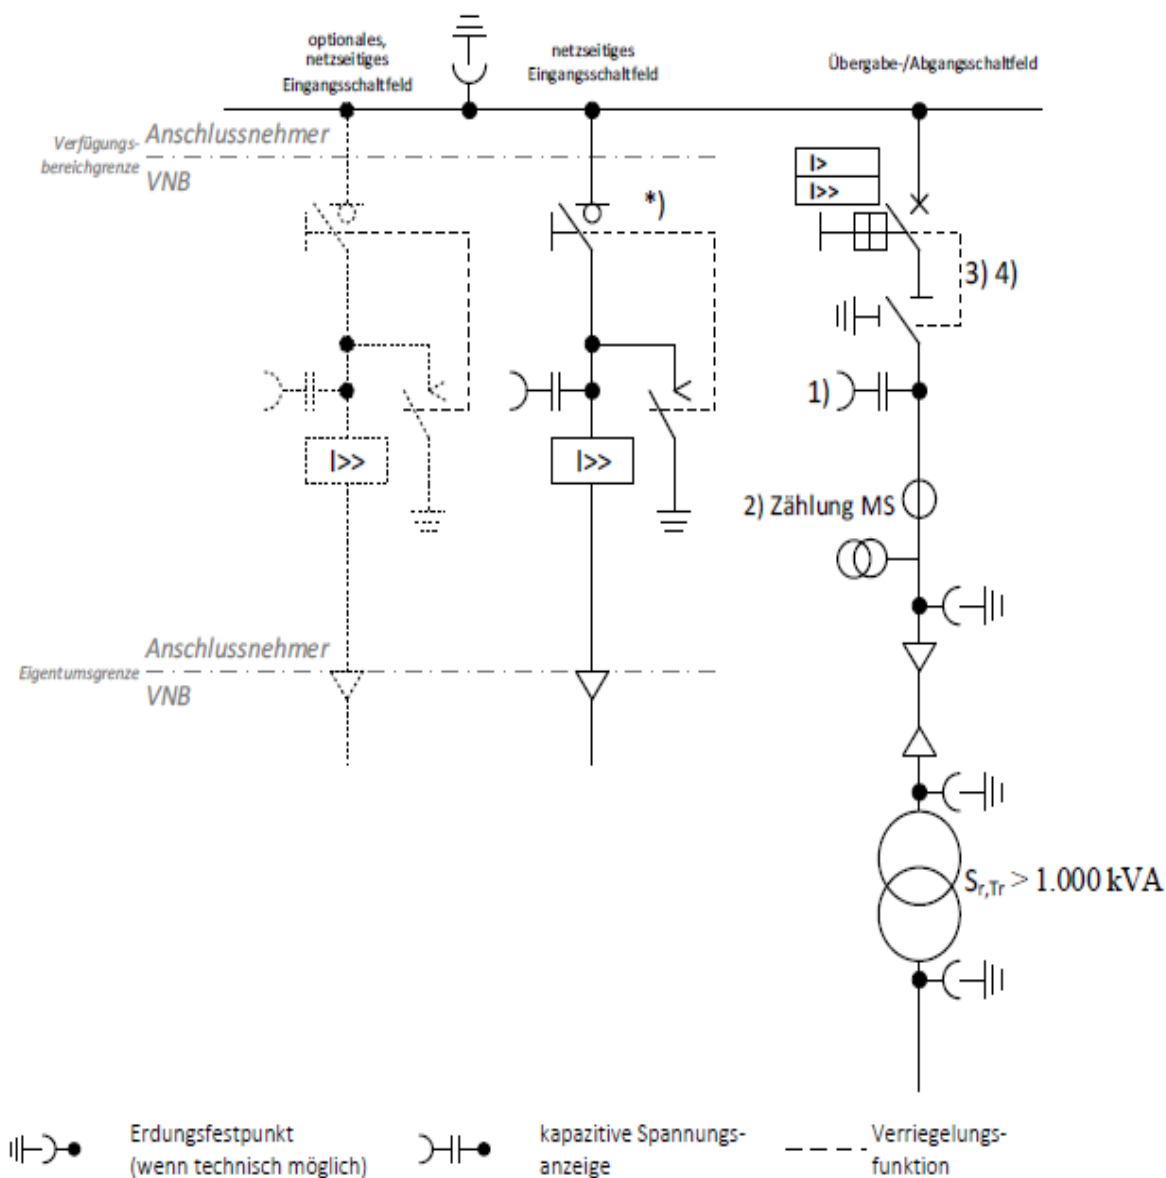 optionales,
netzseitiges
Eingangsschaltfeld
netzseitiges
Eingangsschaltfeld
Übergabe-/Abgangsschaltfeld
Verfügungs-
bereichgrenze
Anschlussnehmer
VNB
*)
I>
I>>
3) 4)
1)
I>>
I>>
2) Zählung MS
Eigentumsgrenze
Anschlussnehmer
VNB
Sr,Tr > 1.000 kVA
Erdungsfestpunkt
(wenn technisch möglich)
kapazitive Spannungs-
anzeige
Verriegelungs-
funktion